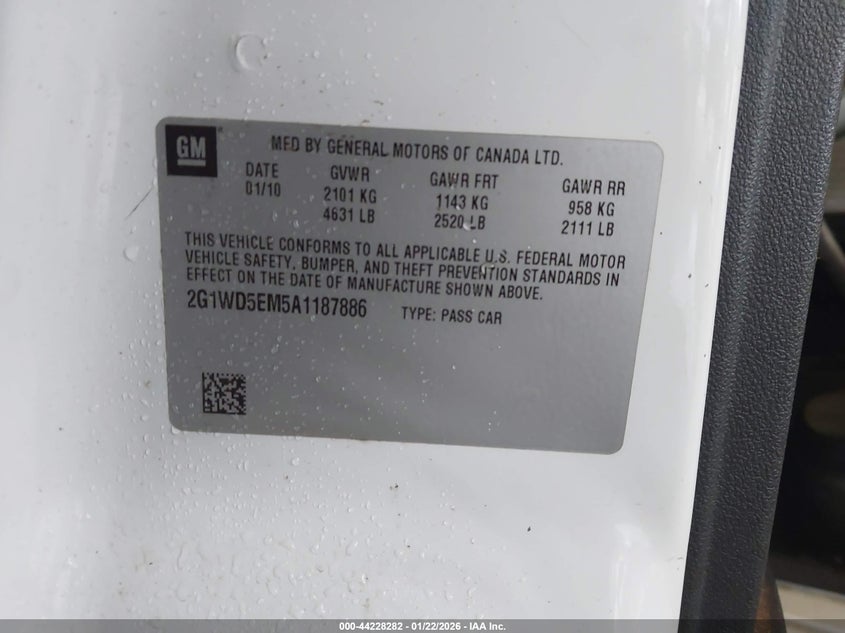 GM
MFD BY GENERAL MOTORS OF CANADA LTD.
DATE GVWR GAWR FRT GAWR RR
01/10 2101 KG 1143 KG 958 KG
4631 LB 2520 LB 2111 LB
THIS VEHICLE CONFORMS TO ALL APPLICABLE U.S. FEDERAL MOTOR
VEHICLE SAFETY, BUMPER, AND THEFT PREVENTION STANDARDS IN
EFFECT ON THE DATE OF MANUFACTURE SHOWN ABOVE.
2G1WD5EM5A1187886 TYPE: PASS CAR
000-44228282 - 01/22/2026 - IAA Inc.